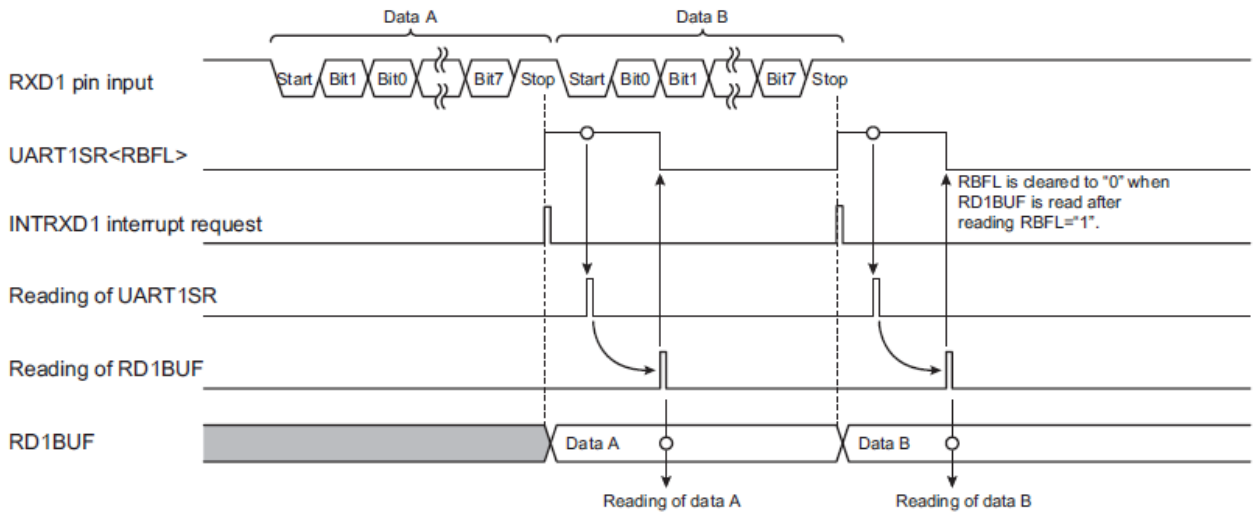 Data A
Data B
RXD1 pin input
Start Bit1 Bit0 Bit7 Stop Start Bit0 Bit1 Bit7 Stop
UART1SR<RBFL>
RBFL is cleared to “0” when
RD1BUF is read after
reading RBFL=“1”.
INTRXD1 interrupt request
Reading of UART1SR
Reading of RD1BUF
RD1BUF
Data A
Data B
Reading of data A
Reading of data B